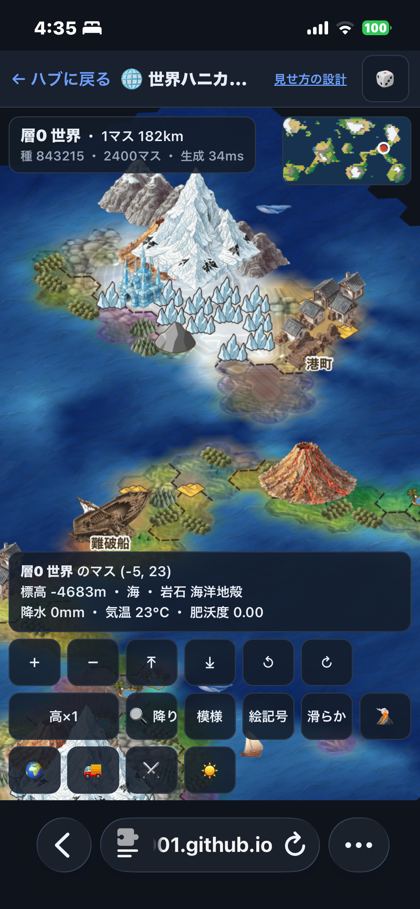 4:35
100
← ハブに戻る 世界ハニカ... 見せ方の設計
層0 世界 ・ 1マス 182km
種 843215 ・ 2400マス ・ 生成 34ms
港町
難破船
層0 世界 のマス (-5, 23)
標高 -4683m ・ 海 ・ 岩石 海洋地殻
降水 0mm ・ 気温 23°C ・ 肥沃度 0.00
+ −
高×1 降り 模様 絵記号 滑らか
01.github.io